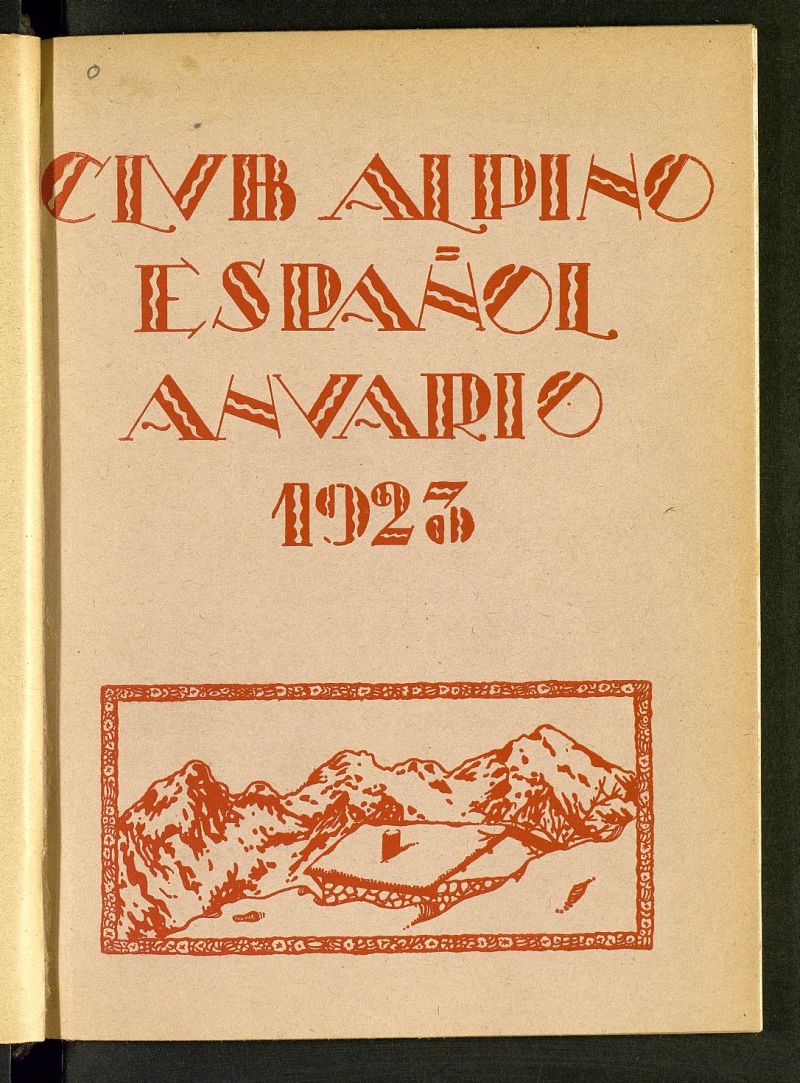 CLVB ALPINO
ESPAÑOL
ANVARIO
1923